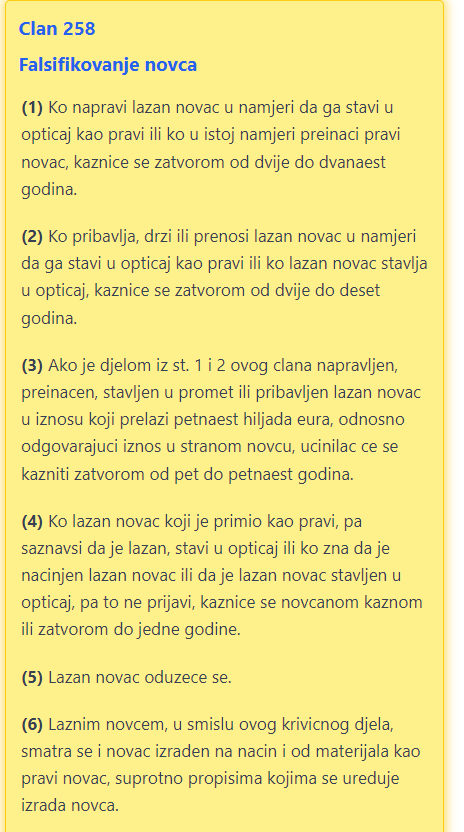 Clan 258
Falsifikovanje novca
(1) Ko napravi lazan novac u namjeri da ga stavi u
opticaj kao pravi ili ko u istoj namjeri preinaci pravi
novac, kaznice se zatvorom od dvije do dvanaest
godina.
(2) Ko pribavlja, drzi ili prenosi lazan novac u namjeri
da ga stavi u opticaj kao pravi ili ko lazan novac stavlja
u opticaj, kaznice se zatvorom od dvije do deset
godina.
(3) Ako je djelom iz st. 1 i 2 ovog clana napravljen,
preinacen, stavljen u promet ili pribavljen lazan novac
u iznosu koji prelazi petnaest hiljada eura, odnosno
odgovarajuci iznos u stranom novcu, ucinilac ce se
kazniti zatvorom od pet do petnaest godina.
(4) Ko lazan novac koji je primio kao pravi, pa
saznavsi da je lazan, stavi u opticaj ili ko zna da je
nacinjen lazan novac ili da je lazan novac stavljen u
opticaj, pa to ne prijavi, kaznice se novcanom kaznom
ili zatvorom do jedne godine.
(5) Lazan novac oduzece se.
(6) Laznim novcem, u smislu ovog krivicnog djela,
smatra se i novac izraden na nacin i od materijala kao
pravi novac, suprotno propisima kojima se ureduje
izrada novca.